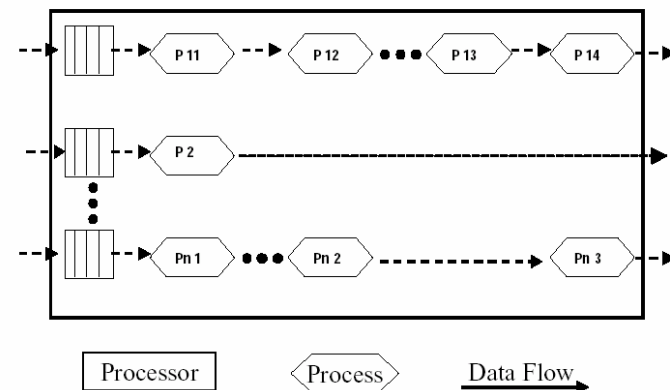 P 11
P 12
P 13
P 14
P 2
Pn 1
Pn 2
Pn 3
Processor
Process
Data Flow